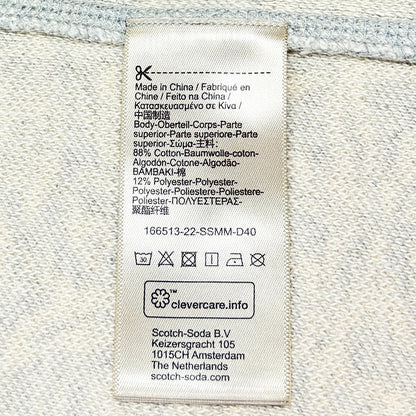 Made in China / Fabriqué en
Chine / Feito na China /
Κατασκευασμένο σε Κίνα /
中国制造
Body-Oberteil-Corps-Parte
superior-Parte superiore-Parte
superior-Σώμα-主料:
88% Cotton-Baumwolle-coton-
Algodón-Cotone-Algodão-
BAMBAKI-棉
12% Polyester-Polyester-
Polyester-Poliestere-Poliestere-
Poliester-ΠΟΛΥΕΣΤΕΡΑΣ-
聚酯纤维
166513-22-SSMM-D40
30
™
clevercare.info
Scotch-Soda B.V
Keizersgracht 105
1015CH Amsterdam
The Netherlands
scotch-soda.com